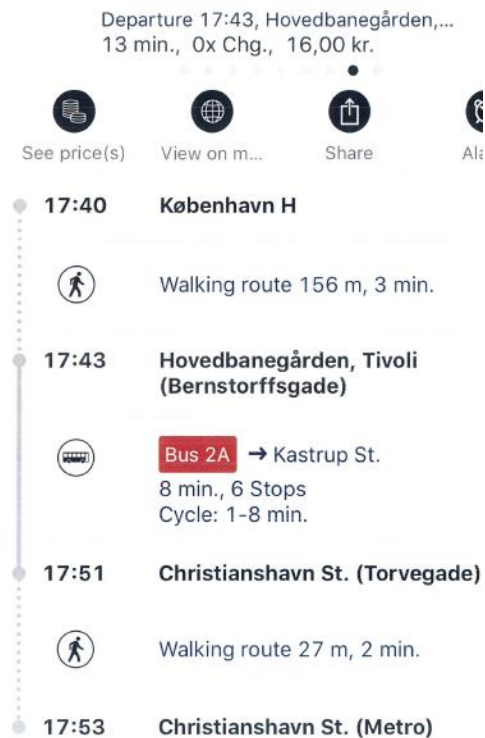 Departure 17:43, Hovedbanegården,...
13 min., 0x Chg., 16,00 kr.
See price(s) View on m... Share Ala
17:40 København H
Walking route 156 m, 3 min.
17:43 Hovedbanegården, Tivoli
(Bernstorffsgade)
Bus 2A → Kastrup St.
8 min., 6 Stops
Cycle: 1-8 min.
17:51 Christianshavn St. (Torvegade)
Walking route 27 m, 2 min.
17:53 Christianshavn St. (Metro)